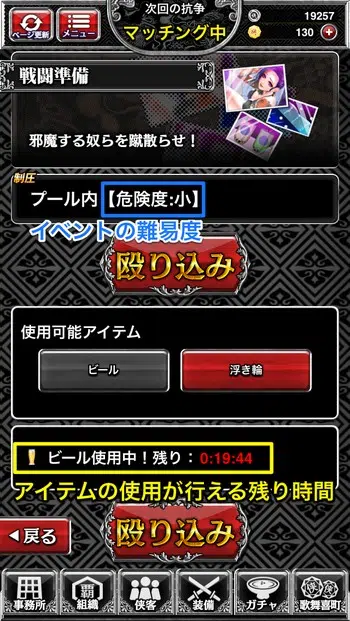 次回の抗争
マッチング中
19257
130
ページ更新
メニュー
戦闘準備
邪魔する奴らを蹴散らせ！
制圧
プール内【危険度:小】
イベントの難易度
殴り込み
使用可能アイテム
ビール
浮き輪
ビール使用中！残り：0:19:44
アイテムの使用が行える残り時間
戻る
殴り込み
事務所
組織
侠客
装備
ガチャ
歌舞喜町